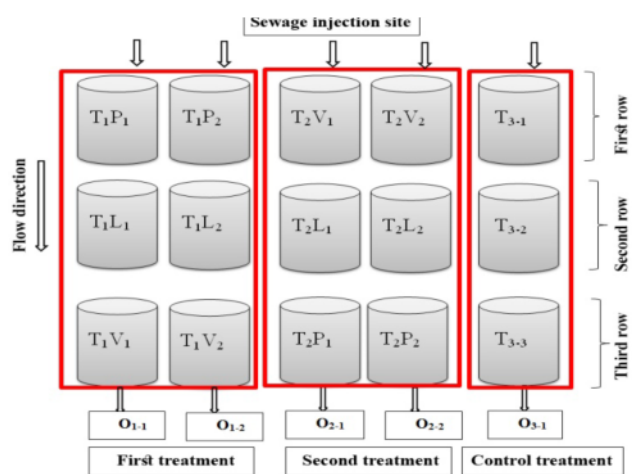 Sewage injection site
T₁P₁ T₁P₂ T₂V₁ T₂V₂ T₃₋₁
First row
Flow direction
T₁L₁ T₁L₂ T₂L₁ T₂L₂ T₃₋₂
Second row
T₁V₁ T₁V₂ T₂P₁ T₂P₂ T₃₋₃
Third row
O₁₋₁ O₁₋₂ O₂₋₁ O₂₋₂ O₃₋₁
First treatment Second treatment Control treatment